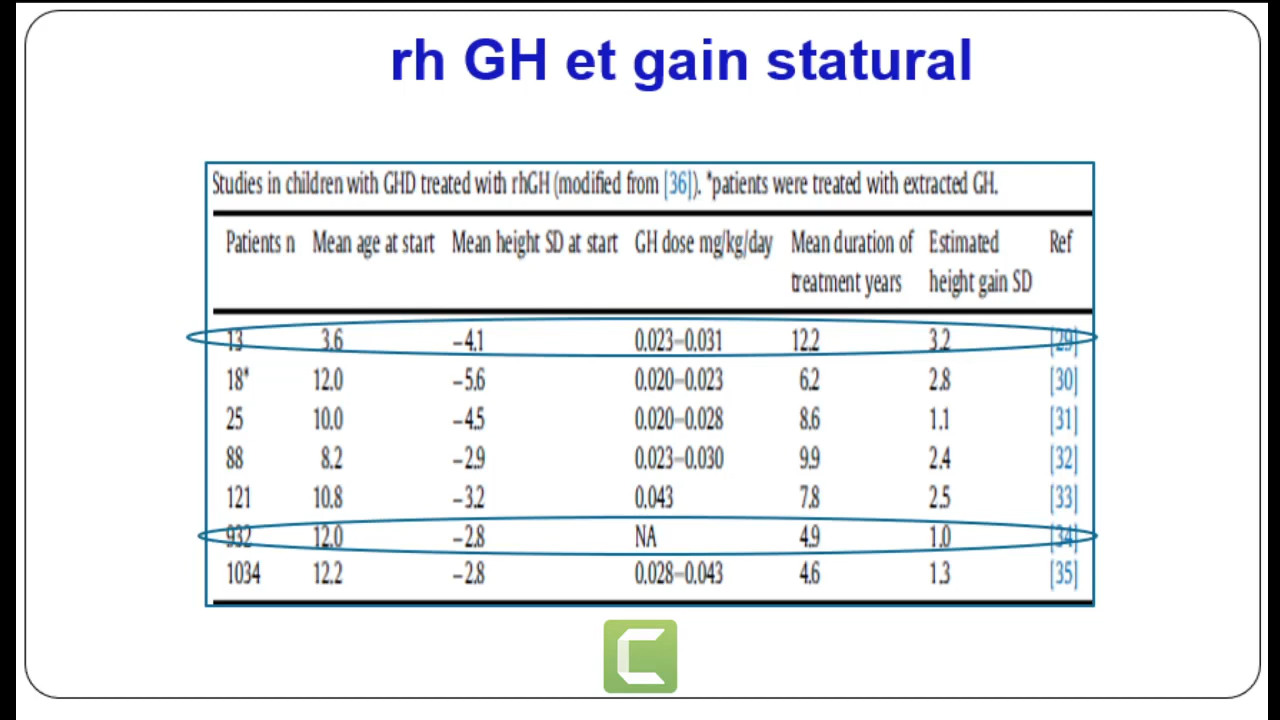 rh GH et gain statural
Studies in children with GHD treated with rhGH (modified from [36]). *patients were treated with extracted GH.
Patients n Mean age at start Mean height SD at start GH dose mg/kg/day Mean duration of treatment years Estimated height gain SD Ref
13 3.6 −4.1 0.023–0.031 12.2 3.2 [29]
18* 12.0 −5.6 0.020–0.023 6.2 2.8 [30]
25 10.0 −4.5 0.020–0.028 8.6 1.1 [31]
88 8.2 −2.9 0.023–0.030 9.9 2.4 [32]
121 10.8 −3.2 0.043 7.8 2.5 [33]
932 12.0 −2.8 NA 4.9 1.0 [34]
1034 12.2 −2.8 0.028–0.043 4.6 1.3 [35]